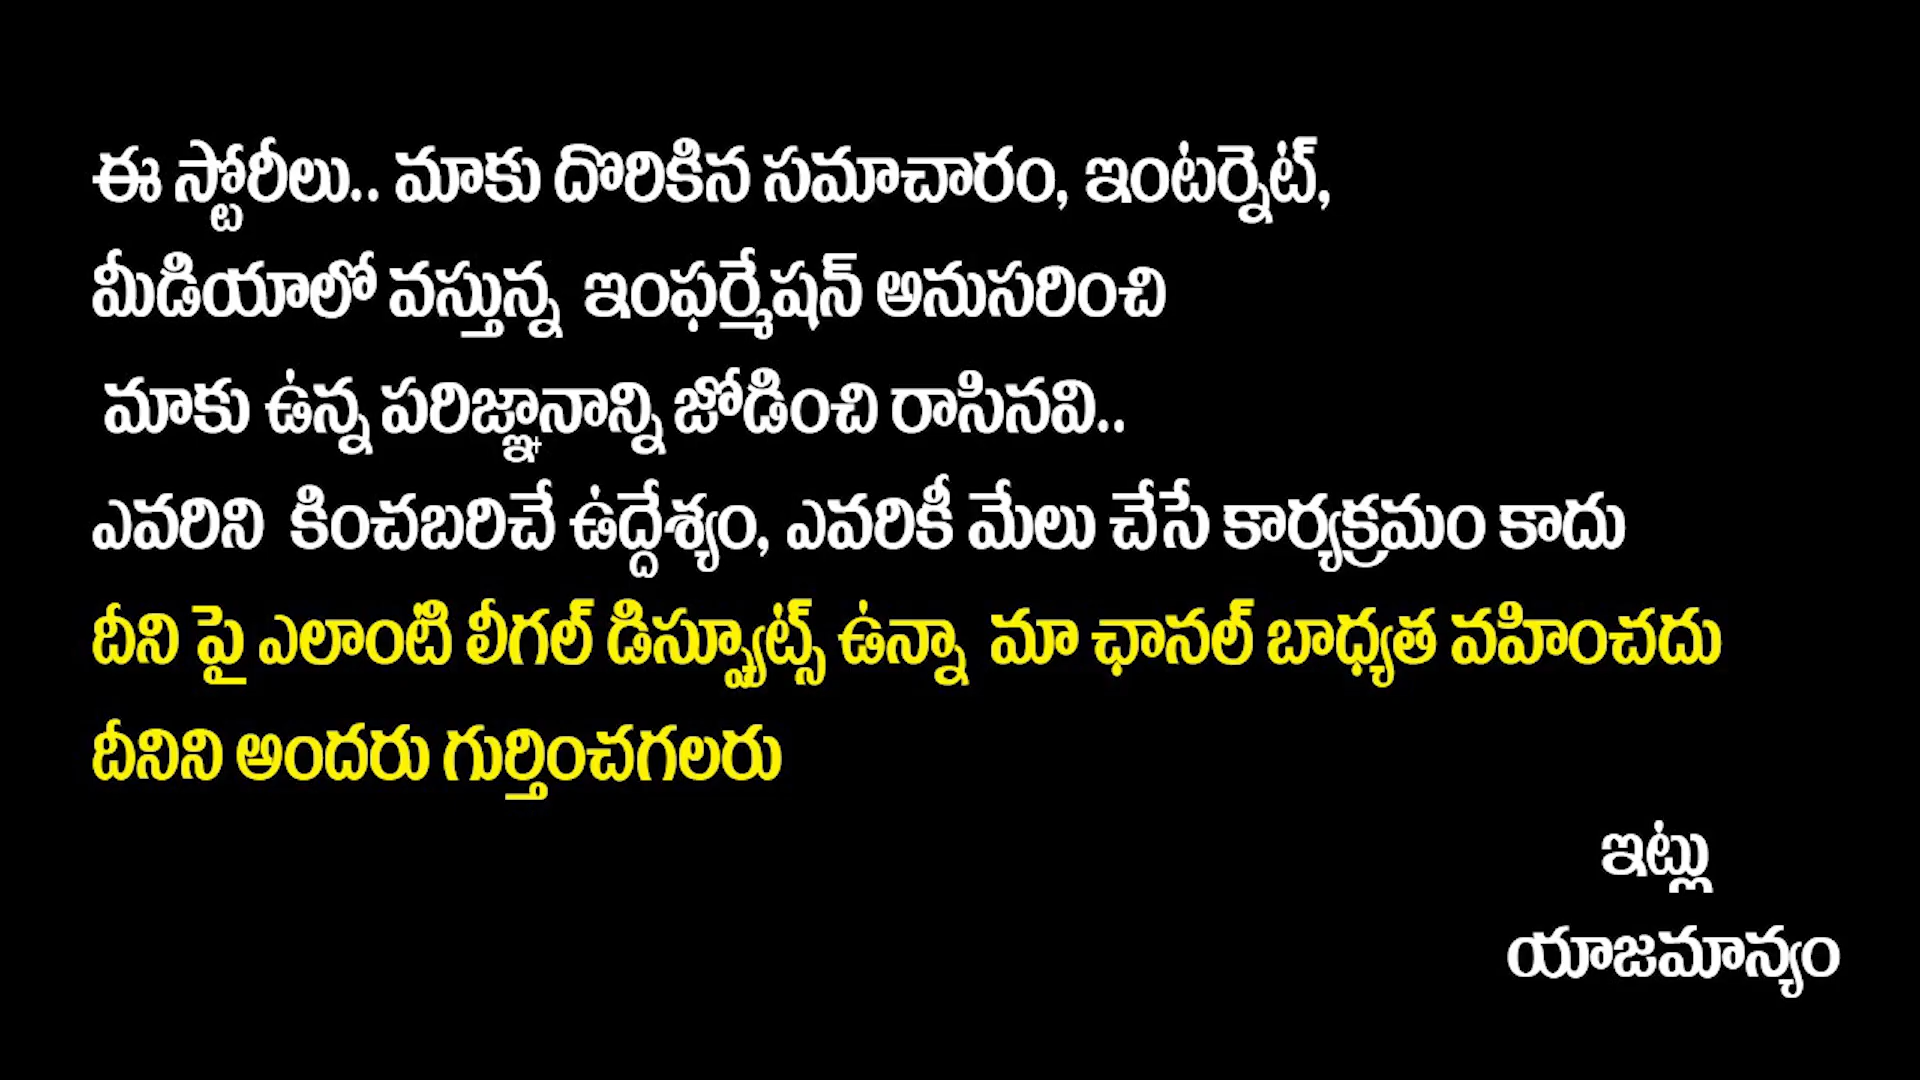 ఈ స్టోరీలు.. మాకు దొరికిన సమాచారం, ఇంటర్నెట్,
మీడియాలో వస్తున్న ఇంఫర్మేషన్ అనుసరించి
మాకు ఉన్న పరిజ్ఞానాన్ని జోడించి రాసినవి..
ఎవరిని కించబరిచే ఉద్దేశ్యం, ఎవరికీ మేలు చేసే కార్యక్రమం కాదు
దీని పై ఎలాంటి లీగల్ డిస్ప్యూట్స్ ఉన్నా మా ఛానల్ బాధ్యత వహించదు
దీనిని అందరు గుర్తించగలరు
ఇట్లు
యాజమాన్యం